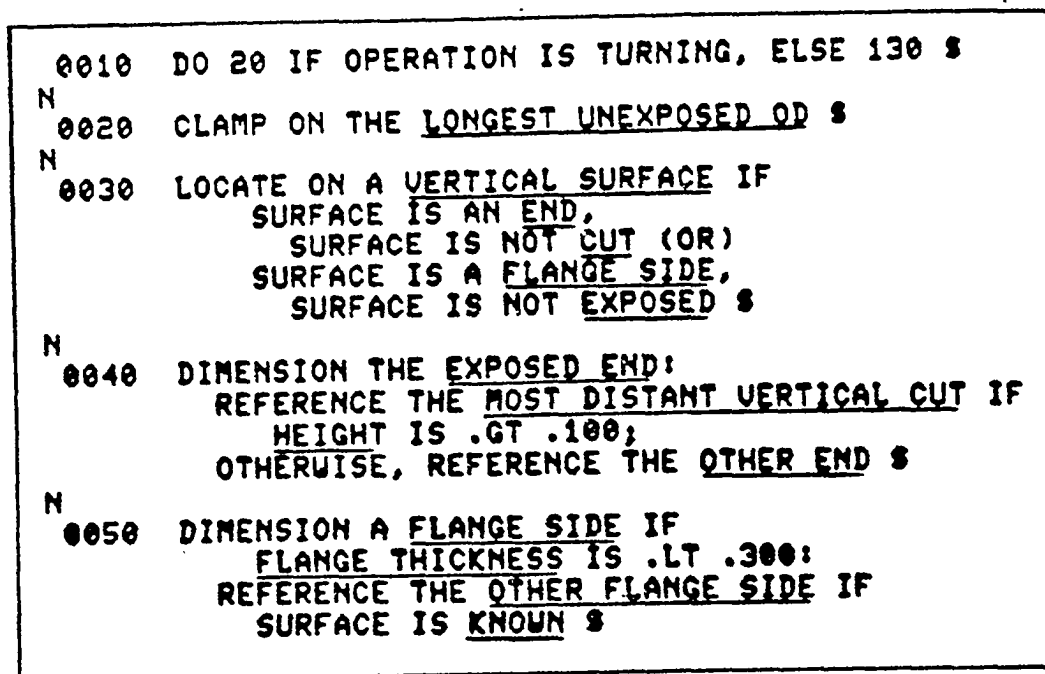 0010 DO 20 IF OPERATION IS TURNING, ELSE 130 $
N
0020 CLAMP ON THE LONGEST UNEXPOSED OD $
N
0030 LOCATE ON A VERTICAL SURFACE IF
SURFACE IS AN END,
SURFACE IS NOT CUT (OR)
SURFACE IS A FLANGE SIDE,
SURFACE IS NOT EXPOSED $
N
0040 DIMENSION THE EXPOSED END:
REFERENCE THE MOST DISTANT VERTICAL CUT IF
HEIGHT IS .GT .100;
OTHERWISE, REFERENCE THE OTHER END $
N
0050 DIMENSION A FLANGE SIDE IF
FLANGE THICKNESS IS .LT .300:
REFERENCE THE OTHER FLANGE SIDE IF
SURFACE IS KNOWN $